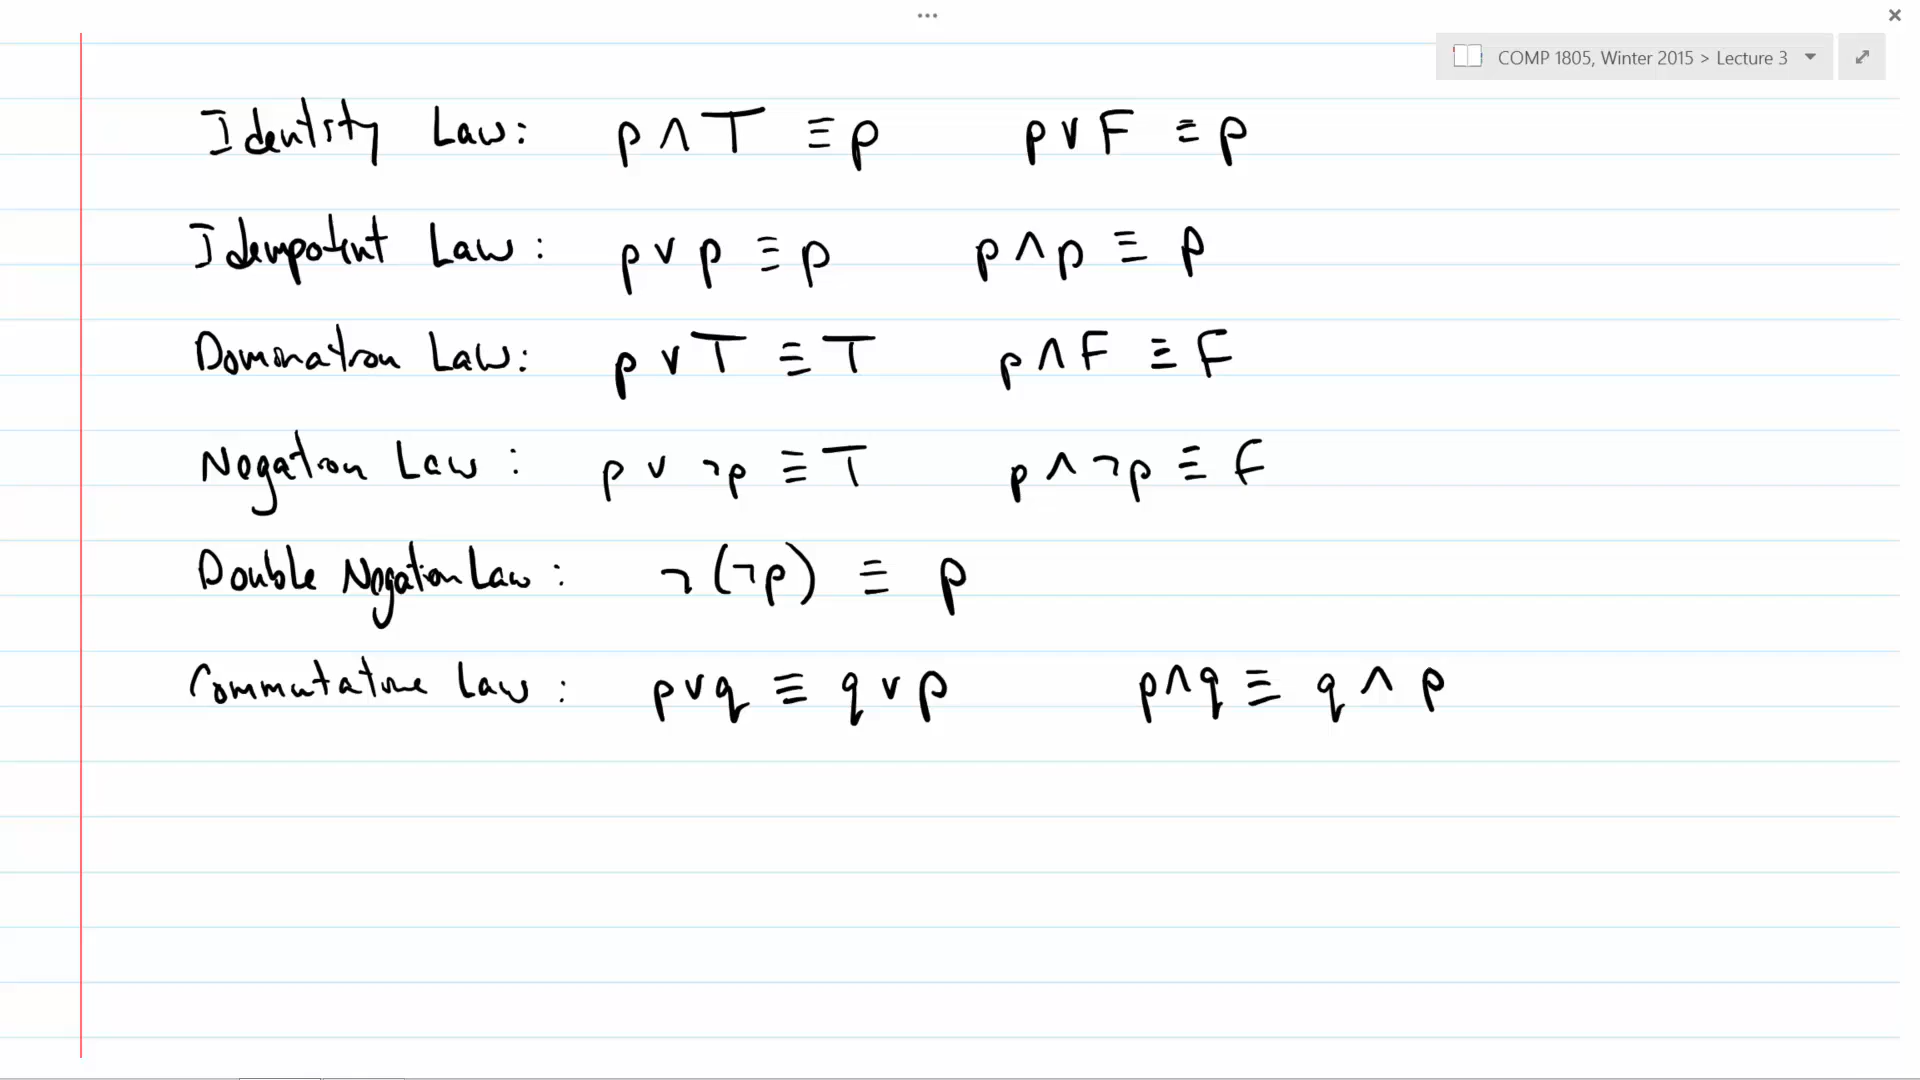 ...
COMP 1805, Winter 2015 > Lecture 3
Identity Law: p ∧ T ≡ p p ∨ F ≡ p
Idempotent Law: p ∨ p ≡ p p ∧ p ≡ p
Domination Law: p ∨ T ≡ T p ∧ F ≡ F
Negation Law: p ∨ ¬p ≡ T p ∧ ¬p ≡ F
Double Negation Law: ¬(¬p) ≡ p
Commutative Law: p ∨ q ≡ q ∨ p p ∧ q ≡ q ∧ p